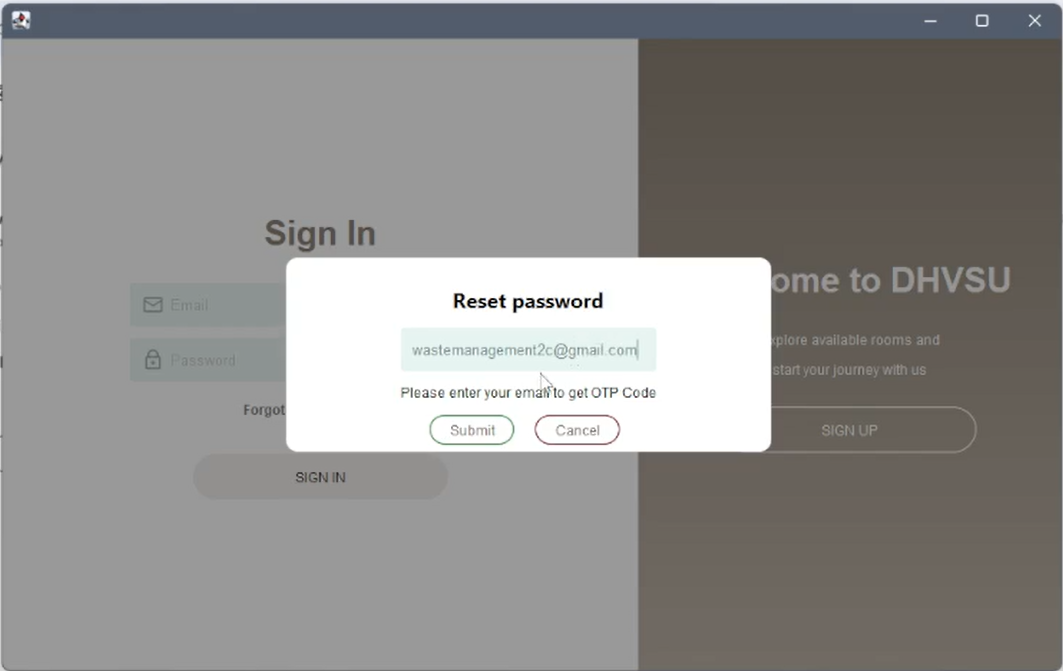 Sign In
Email
Password
Forgot
SIGN IN
Reset password
wastemanagement2c@gmail.com
Please enter your email to get OTP Code
Submit
Cancel
ome to DHVSU
xplore available rooms and
start your journey with us
SIGN UP